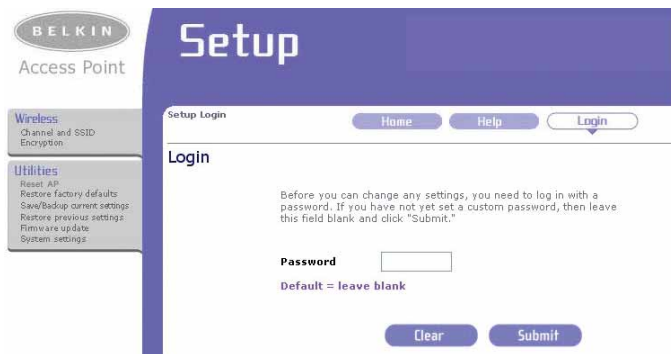 BELKIN
Access Point
Setup
Wireless
Channel and SSID
Encryption
Utilities
Reset AP
Restore factory defaults
Save/Backup current settings
Restore previous settings
Firmware update
System settings
Setup Login
Home
Help
Login
Login
Before you can change any settings, you need to log in with a
password. If you have not yet set a custom password, then leave
this field blank and click "Submit."
Password
Default = leave blank
Clear
Submit